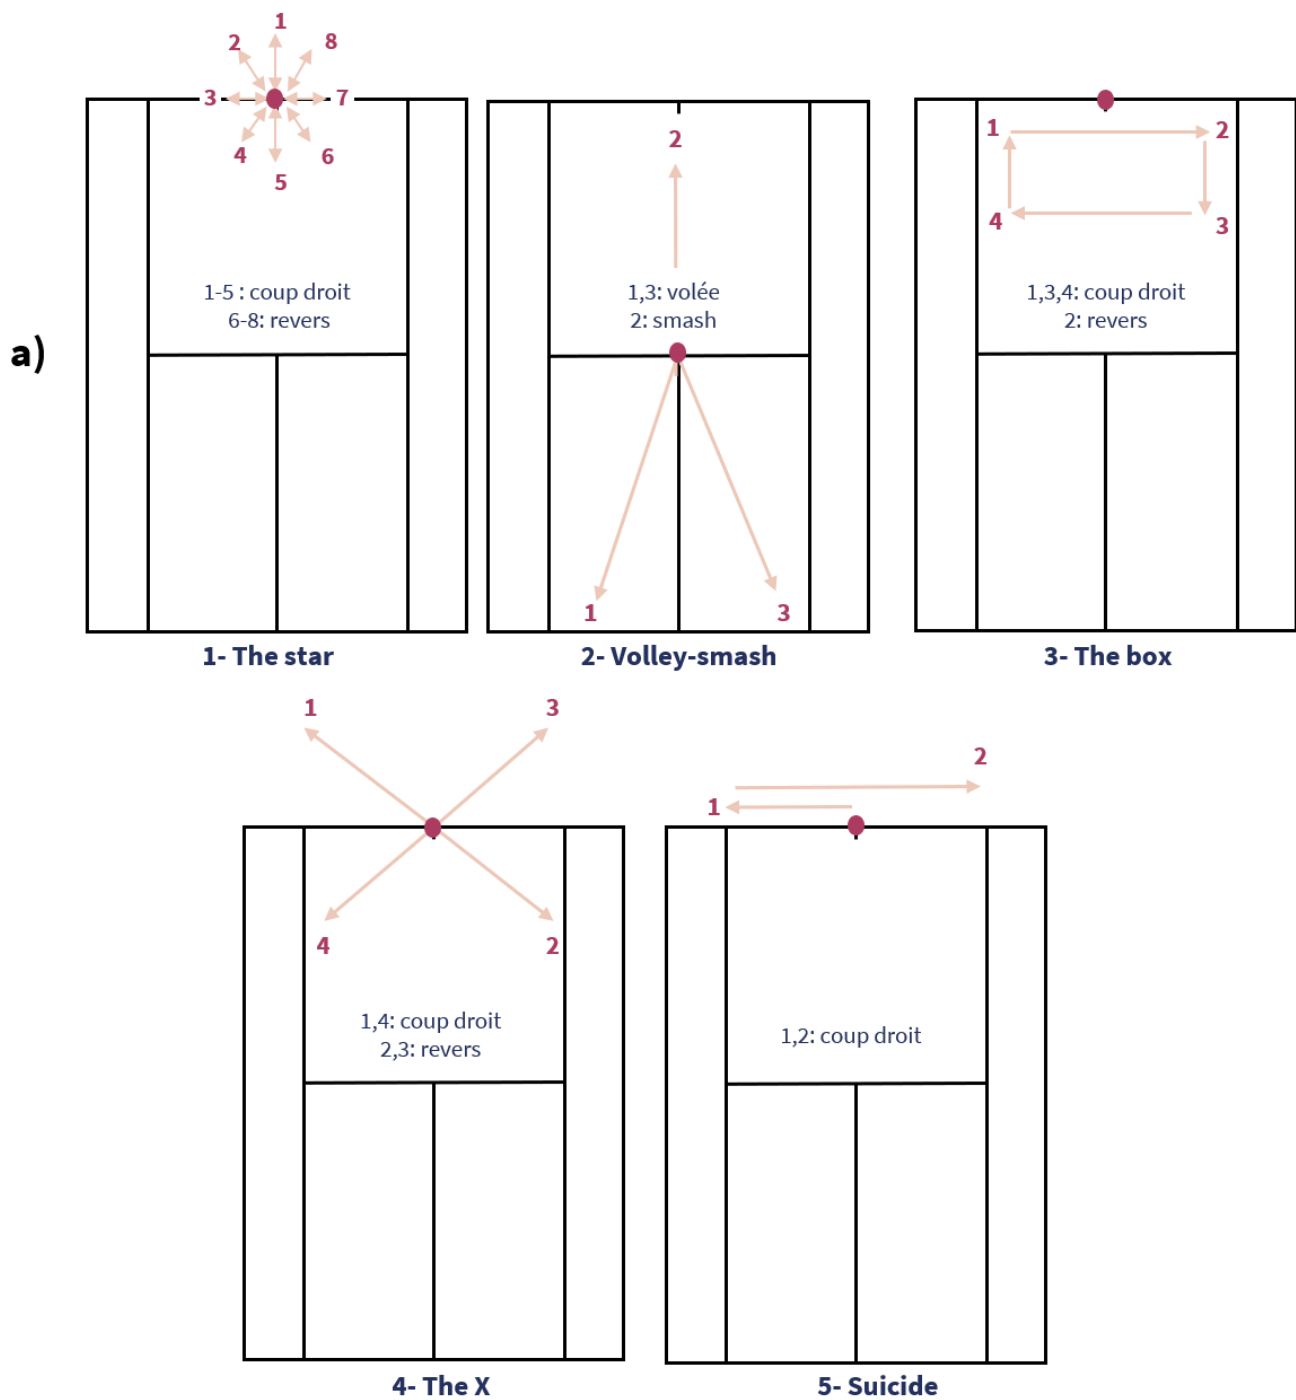 1
2
8
3
7
4
6
5
1-5 : coup droit
6-8: revers
2
1,3: volée
2: smash
1
3
1
2
4
3
1,3,4: coup droit
2: revers
a)
1- The star
2- Volley-smash
3- The box
1
3
4
2
1,4: coup droit
2,3: revers
2
1
1,2: coup droit
4- The X
5- Suicide